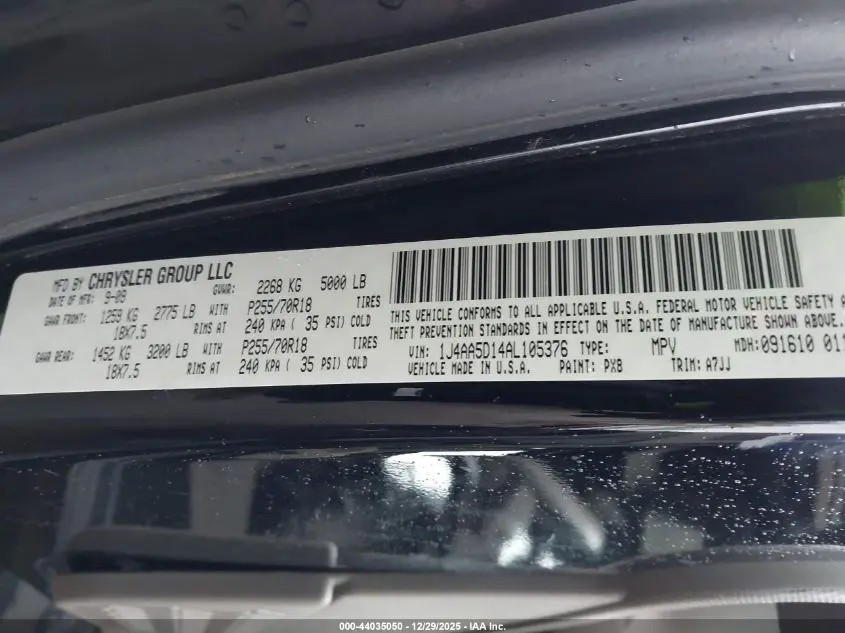 MFD BY CHRYSLER GROUP LLC
DATE OF MFR: 9-09 GVWR: 2268 KG 5000 LB
GAWR FRONT: 1259 KG 2775 LB WITH P255/70R18 TIRES
18X7.5 RIMS AT 240 KPA ( 35 PSI) COLD
GAWR REAR: 1452 KG 3200 LB WITH P255/70R18 TIRES
18X7.5 RIMS AT 240 KPA ( 35 PSI) COLD
THIS VEHICLE CONFORMS TO ALL APPLICABLE U.S.A. FEDERAL MOTOR VEHICLE SAFETY
THEFT PREVENTION STANDARDS IN EFFECT ON THE DATE OF MANUFACTURE SHOWN ABOVE.
VIN: 1J4AA5D14AL105376 TYPE: MPV MDH:091610
VEHICLE MADE IN U.S.A. PAINT: PXB TRIM: A7JJ
000-44035050 - 12/29/2025 - IAA Inc.